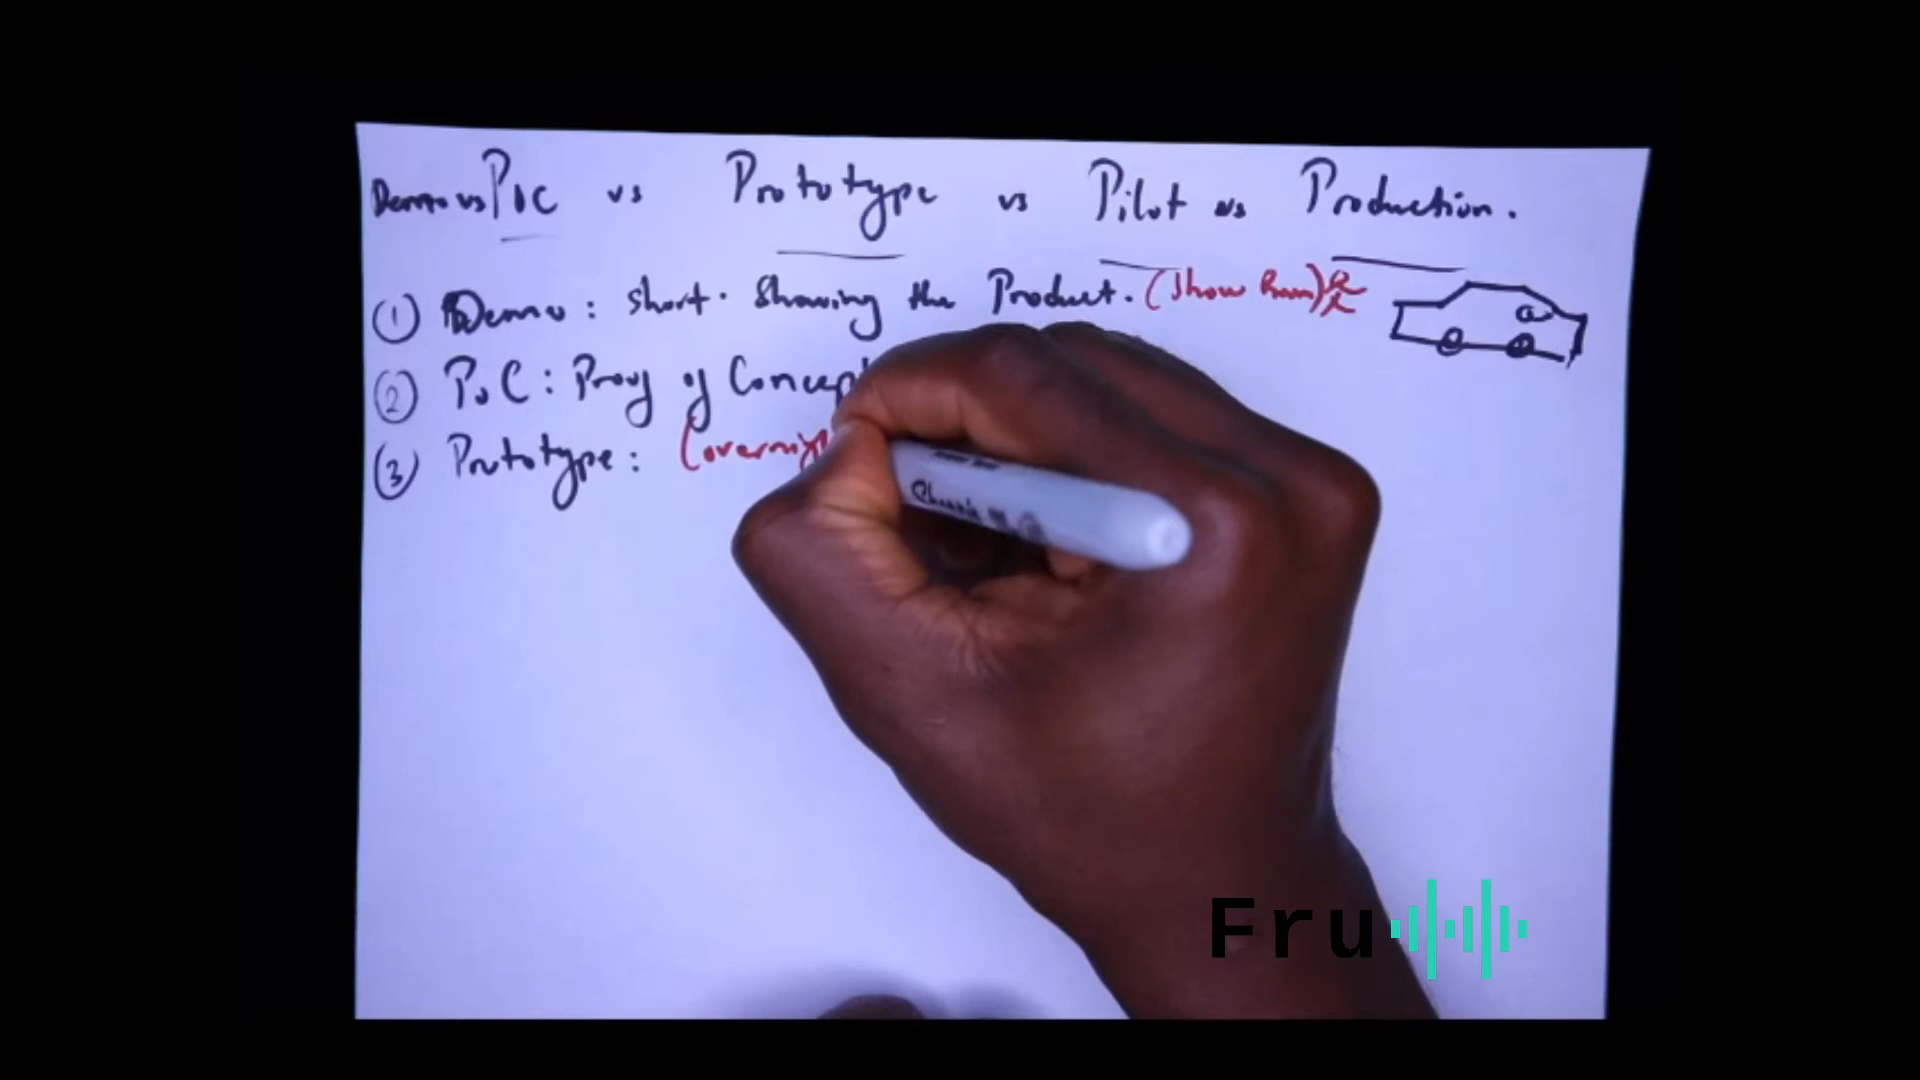 Demo vs PoC vs Prototype vs Pilot vs Production.
① Demo: short. Showing the Product. (Show Room)
② PoC: Proof of Concept
③ Prototype:
Fru